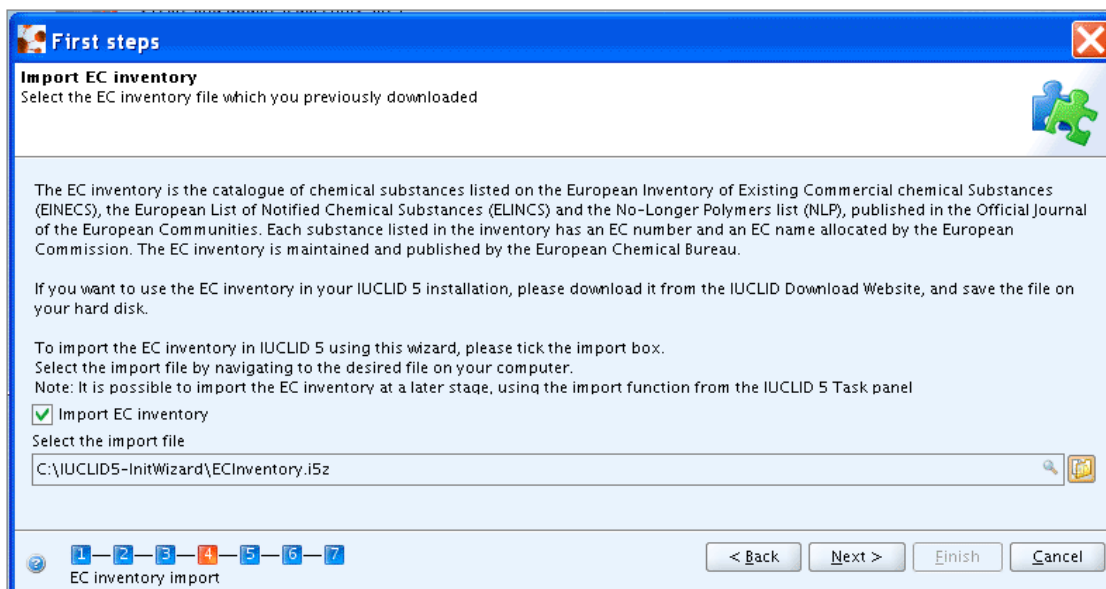 First steps
Import EC inventory
Select the EC inventory file which you previously downloaded
The EC inventory is the catalogue of chemical substances listed on the European Inventory of Existing Commercial chemical Substances
(EINECS), the European List of Notified Chemical Substances (ELINCS) and the No-Longer Polymers list (NLP), published in the Official Journal
of the European Communities. Each substance listed in the inventory has an EC number and an EC name allocated by the European
Commission. The EC inventory is maintained and published by the European Chemical Bureau.
If you want to use the EC inventory in your IUCLID 5 installation, please download it from the IUCLID Download Website, and save the file on
your hard disk.
To import the EC inventory in IUCLID 5 using this wizard, please tick the import box.
Select the import file by navigating to the desired file on your computer.
Note: It is possible to import the EC inventory at a later stage, using the import function from the IUCLID 5 Task panel
Import EC inventory
Select the import file
C:\IUCLID5-InitWizard\ECInventory.i5z
1 2 3 4 5 6 7
EC inventory import
< Back Next > Finish Cancel